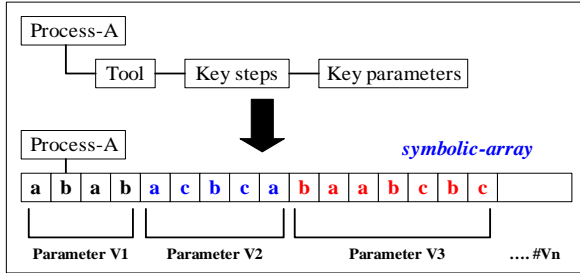 Process-A
Tool Key steps Key parameters
Process-A
symbolic-array
a b a b a c b c a b a a b c b c
Parameter V1 Parameter V2 Parameter V3 .... #Vn